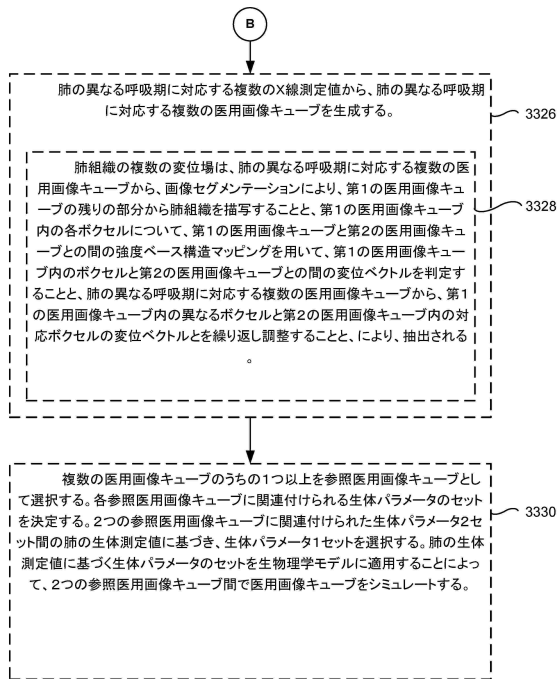 B
肺の異なる呼吸期に対応する複数のX線測定値から、肺の異なる呼吸期
に対応する複数の医用画像キューブを生成する。
3326
肺組織の複数の変位場は、肺の異なる呼吸期に対応する複数の医
用画像キューブから、画像セグメンテーションにより、第1の医用画像キュ
ーブの残りの部分から肺組織を描写することと、第1の医用画像キューブ
内の各ボクセルについて、第1の医用画像キューブと第2の医用画像キュ
ーブとの間の強度ベース構造マッピングを用いて、第1の医用画像キュー
ブ内のボクセルと第2の医用画像キューブとの間の変位ベクトルを判定す
ることと、肺の異なる呼吸期に対応する複数の医用画像キューブから、第1
の医用画像キューブ内の異なるボクセルと第2の医用画像キューブ内の対
応ボクセルの変位ベクトルとを繰り返し調整することと、により、抽出される
。
3328
複数の医用画像キューブのうちの1つ以上を参照医用画像キューブとし
て選択する。各参照医用画像キューブに関連付けられる生体パラメータのセット
を決定する。2つの参照医用画像キューブに関連付けられた生体パラメータ2セ
ット間の肺の生体測定値に基づき、生体パラメータ1セットを選択する。肺の生体
測定値に基づく生体パラメータのセットを生物理学モデルに適用することによっ
て、2つの参照医用画像キューブ間で医用画像キューブをシミュレートする。
3330